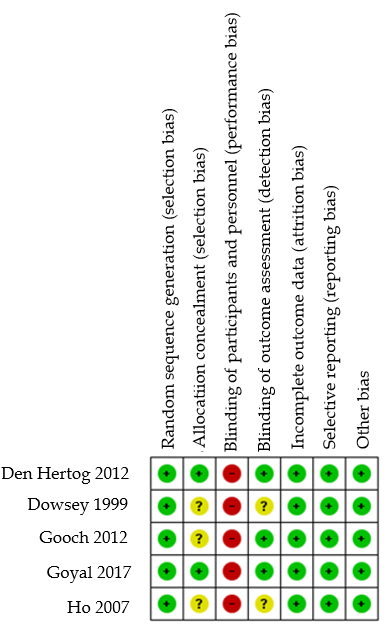 Random sequence generation (selection bias)
Allocatiion concealment (selection bias)
Blinding of participants and personnel (performance bias)
Blinding of outcome assessment (detection bias)
Incomplete outcome data (attrition bias)
Selective reporting (reporting bias)
Other bias
Den Hertog 2012 + + - + + + +
Dowsey 1999 + ? - ? + + +
Gooch 2012 + ? - + + + +
Goyal 2017 + + - + + + +
Ho 2007 + ? - ? + + +